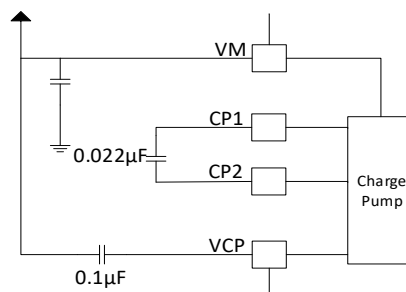 VM
CP1
0.022µF
CP2
Charge
Pump
VCP
0.1µF